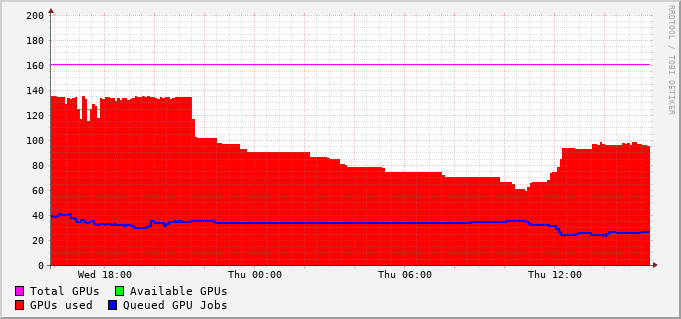 RRDTOOL / TOBI OETIKER
200
180
160
140
120
100
80
60
40
20
0
Wed 18:00 Thu 00:00 Thu 06:00 Thu 12:00
Total GPUs Available GPUs
GPUs used Queued GPU Jobs